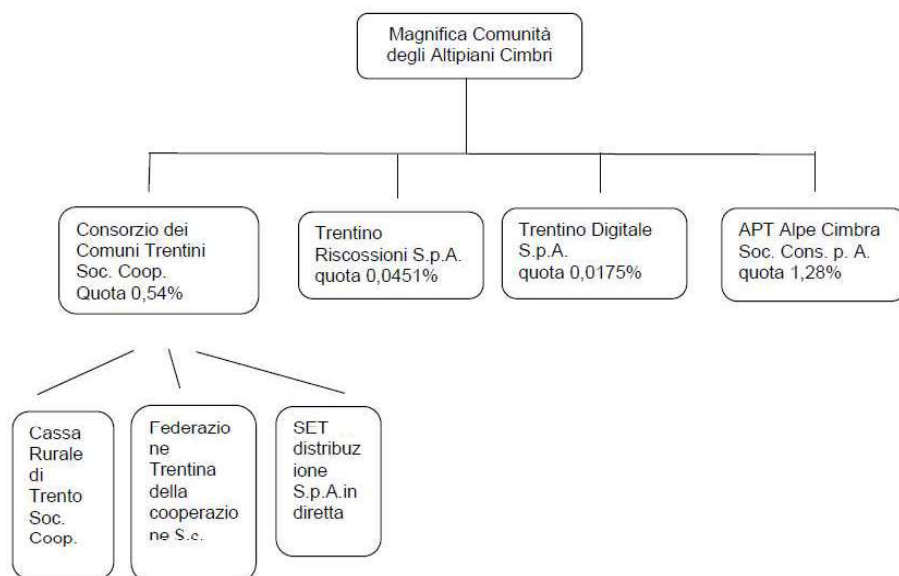 Magnifica Comunità
degli Altipiani Cimbri
Consorzio dei
Comuni Trentini
Soc. Coop.
Quota 0,54%
Trentino
Riscossioni S.p.A.
quota 0,0451%
Trentino Digitale
S.p.A.
quota 0,0175%
APT Alpe Cimbra
Soc. Cons. p. A.
quota 1,28%
Cassa
Rurale
di
Trento
Soc.
Coop.
Federazio
ne
Trentina
della
cooperazio
ne S.c.
SET
distribuz
ione
S.p.A.in
diretta